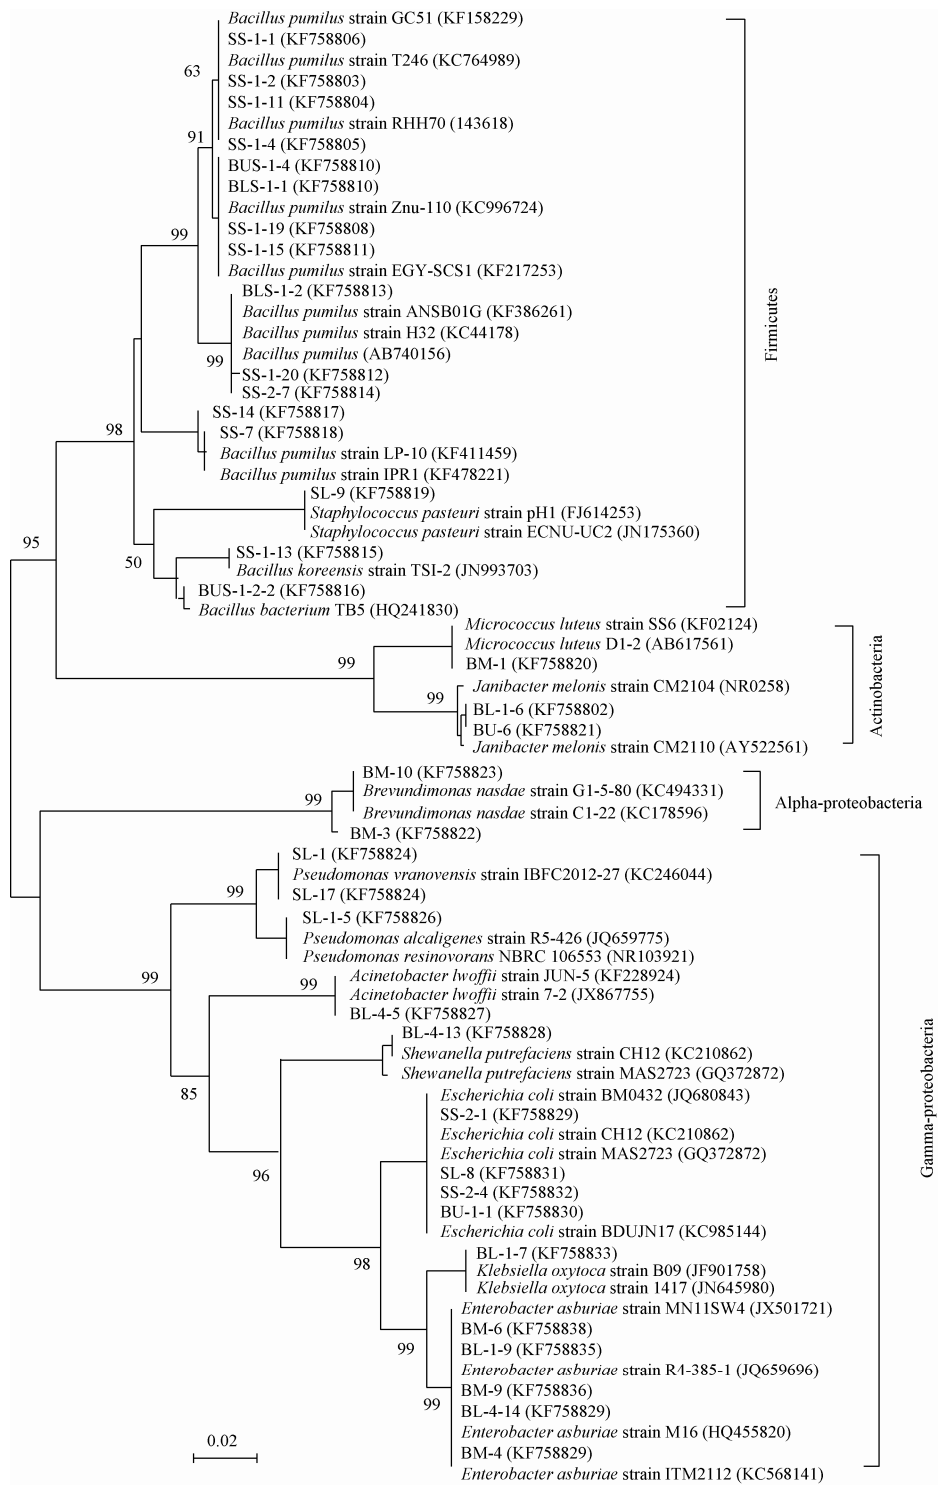 Bacillus pumilus strain GC51 (KF158229)
SS-1-1 (KF758806)
Bacillus pumilus strain T246 (KC764989)
63
SS-1-2 (KF758803)
SS-1-11 (KF758804)
Bacillus pumilus strain RHH70 (143618)
91
SS-1-4 (KF758805)
BUS-1-4 (KF758810)
BLS-1-1 (KF758810)
Bacillus pumilus strain Znu-110 (KC996724)
99
SS-1-19 (KF758808)
SS-1-15 (KF758811)
Bacillus pumilus strain EGY-SCS1 (KF217253)
BLS-1-2 (KF758813)
Bacillus pumilus strain ANSB01G (KF386261)
Firmicutes
Bacillus pumilus strain H32 (KC44178)
Bacillus pumilus (AB740156)
99
SS-1-20 (KF758812)
SS-2-7 (KF758814)
SS-14 (KF758817)
98
SS-7 (KF758818)
Bacillus pumilus strain LP-10 (KF411459)
Bacillus pumilus strain IPR1 (KF478221)
SL-9 (KF758819)
Staphylococcus pasteuri strain pH1 (FJ614253)
Staphylococcus pasteuri strain ECNU-UC2 (JN175360)
95
SS-1-13 (KF758815)
50
Bacillus koreensis strain TSI-2 (JN993703)
BUS-1-2-2 (KF758816)
Bacillus bacterium TB5 (HQ241830)
Micrococcus luteus strain SS6 (KF02124)
Micrococcus luteus D1-2 (AB617561)
99
BM-1 (KF758820)
Actinobacteria
Janibacter melonis strain CM2104 (NR0258)
99
BL-1-6 (KF758802)
BU-6 (KF758821)
Janibacter melonis strain CM2110 (AY522561)
BM-10 (KF758823)
Brevundimonas nasdae strain G1-5-80 (KC494331)
99
Alpha-proteobacteria
Brevundimonas nasdae strain C1-22 (KC178596)
BM-3 (KF758822)
SL-1 (KF758824)
Pseudomonas vranovensis strain IBFC2012-27 (KC246044)
99
SL-17 (KF758824)
SL-1-5 (KF758826)
Pseudomonas alcaligenes strain R5-426 (JQ659775)
Pseudomonas resinovorans NBRC 106553 (NR103921)
99
Acinetobacter lwoffii strain JUN-5 (KF228924)
99
Acinetobacter lwoffii strain 7-2 (JX867755)
BL-4-5 (KF758827)
BL-4-13 (KF758828)
Shewanella putrefaciens strain CH12 (KC210862)
Shewanella putrefaciens strain MAS2723 (GQ372872)
85
Gamma-proteobacteria
Escherichia coli strain BM0432 (JQ680843)
SS-2-1 (KF758829)
Escherichia coli strain CH12 (KC210862)
Escherichia coli strain MAS2723 (GQ372872)
96
SL-8 (KF758831)
SS-2-4 (KF758832)
BU-1-1 (KF758830)
Escherichia coli strain BDUJN17 (KC985144)
BL-1-7 (KF758833)
98
Klebsiella oxytoca strain B09 (JF901758)
Klebsiella oxytoca strain 1417 (JN645980)
Enterobacter asburiae strain MN11SW4 (JX501721)
BM-6 (KF758838)
99
BL-1-9 (KF758835)
Enterobacter asburiae strain R4-385-1 (JQ659696)
BM-9 (KF758836)
99
BL-4-14 (KF758829)
Enterobacter asburiae strain M16 (HQ455820)
0.02
BM-4 (KF758829)
Enterobacter asburiae strain ITM2112 (KC568141)